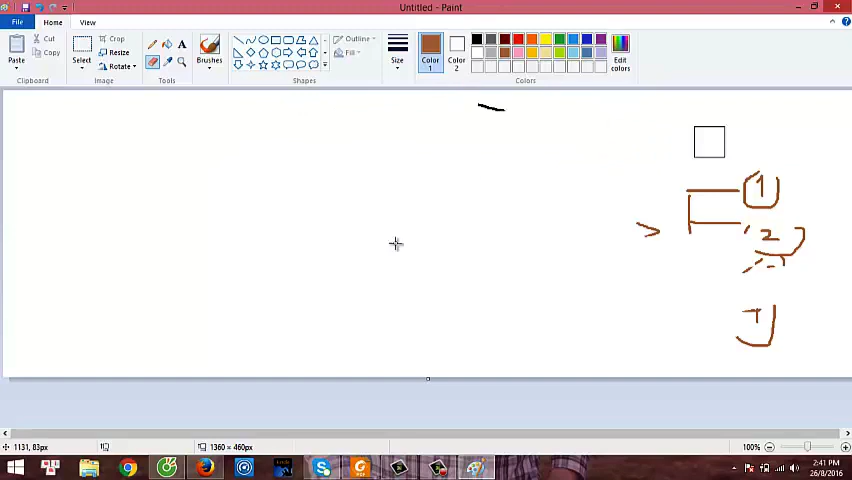 Untitled - Paint
File
Home
View
Paste
Cut
Copy
Clipboard
Select
Crop
Resize
Rotate
Image
A
Tools
Brushes
Shapes
Outline
Fill
Size
Color
1
Color
2
Edit
colors
Colors
1
2
1131, 83px
1360 × 460px
100%
2:41 PM
26/8/2016